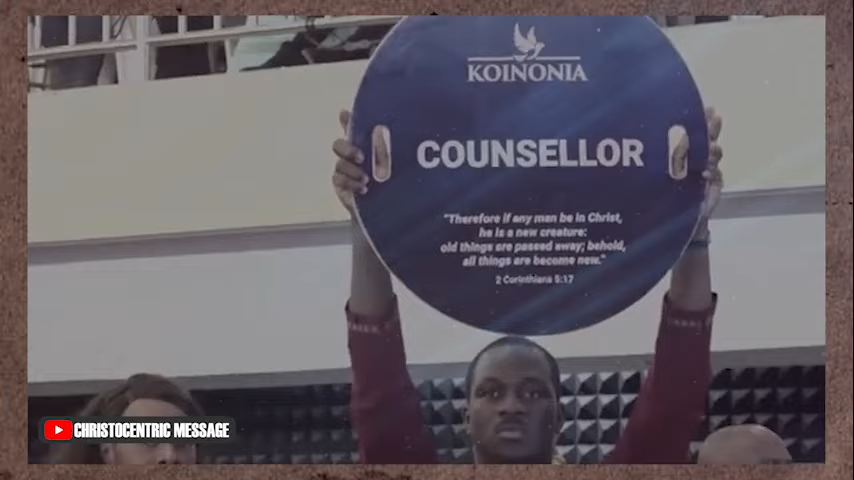 KOINONIA
COUNSELLOR
"Therefore if any man be in Christ,
he is a new creature:
old things are passed away; behold,
all things are become new."
2 Corinthians 5:17
CHRISTOCENTRIC MESSAGE